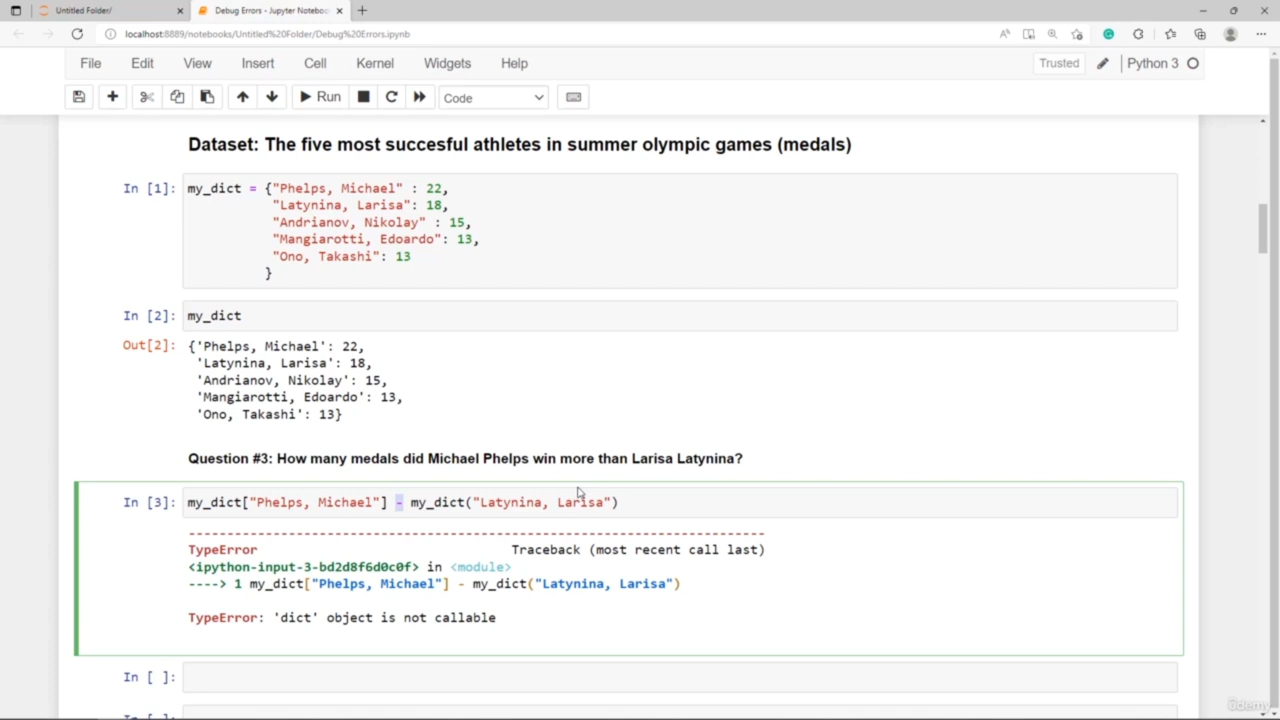 Untitled Folder/
Debug Errors - Jupyter Noteboo
localhost:8889/notebooks/Untitled%20Folder/Debug%20Errors.ipynb
File Edit View Insert Cell Kernel Widgets Help
Trusted
Python 3
Run
Code
Dataset: The five most succesful athletes in summer olympic games (medals)
In [1]: my_dict = {"Phelps, Michael" : 22,
"Latynina, Larisa": 18,
"Andrianov, Nikolay" : 15,
"Mangiarotti, Edoardo": 13,
"Ono, Takashi": 13
}
In [2]: my_dict
Out[2]: {'Phelps, Michael': 22,
'Latynina, Larisa': 18,
'Andrianov, Nikolay': 15,
'Mangiarotti, Edoardo': 13,
'Ono, Takashi': 13}
Question #3: How many medals did Michael Phelps win more than Larisa Latynina?
In [3]: my_dict["Phelps, Michael"] - my_dict("Latynina, Larisa")
---------------------------------------------------------------------------
TypeError Traceback (most recent call last)
<ipython-input-3-bd2d8f6d0c0f> in <module>
----> 1 my_dict["Phelps, Michael"] - my_dict("Latynina, Larisa")
TypeError: 'dict' object is not callable
In [ ]:
In [ ]:
ûdemy